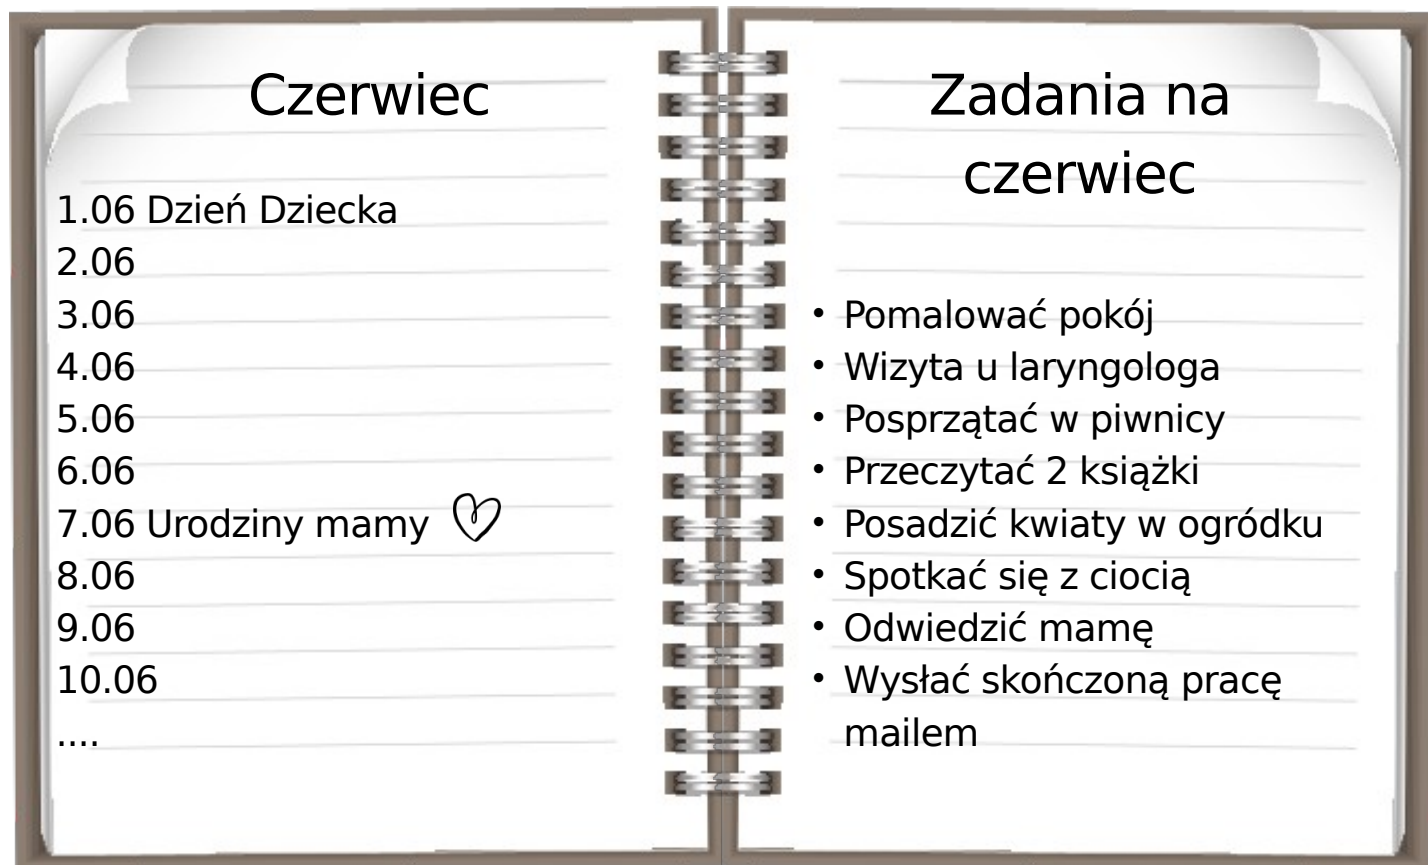 Czerwiec
1.06 Dzień Dziecka
2.06
3.06
4.06
5.06
6.06
7.06 Urodziny mamy
8.06
9.06
10.06
....
Zadania na
czerwiec
• Pomalować pokój
• Wizyta u laryngologa
• Posprzątać w piwnicy
• Przeczytać 2 książki
• Posadzić kwiaty w ogródku
• Spotkać się z ciocią
• Odwiedzić mamę
• Wysłać skończoną pracę
mailem